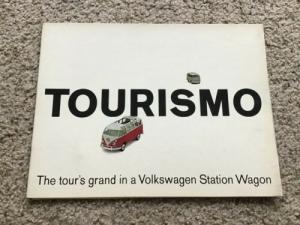 TOURISMO
The tour's grand in a Volkswagen Station Wagon